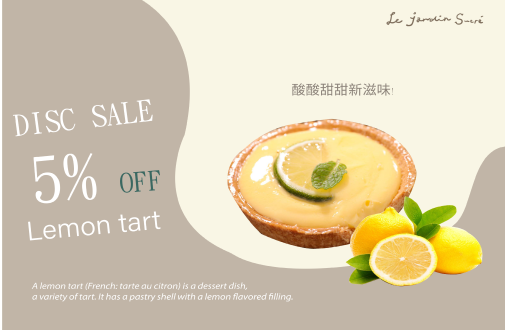 Le Jardin Sucré
酸酸甜甜新滋味!
DISC SALE
5% OFF
Lemon tart
A lemon tart (French: tarte au citron) is a dessert dish,
a variety of tart. It has a pastry shell with a lemon flavored filling.